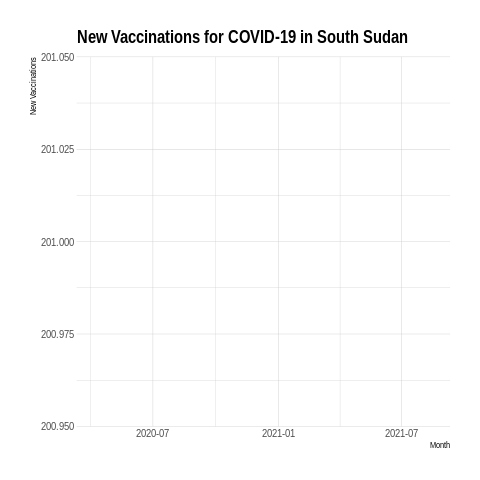 New Vaccinations for COVID-19 in South Sudan
New Vaccinations
201.050
201.025
201.000
200.975
200.950
2020-07
2021-01
2021-07
Month